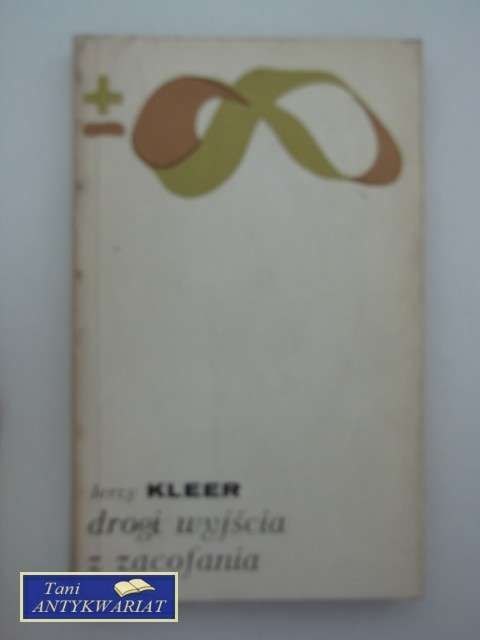 ±
Jerzy KLEER
drogi wyjścia
z zacofania
Tani
ANTYKWARIAT